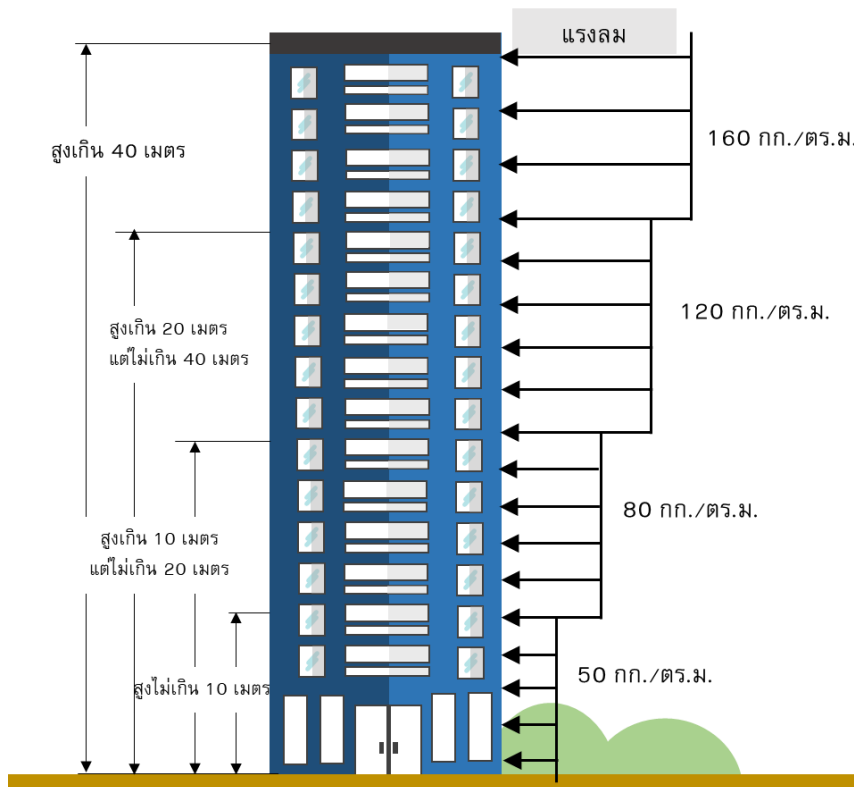 แรงลม
160 กก./ตร.ม.
สูงเกิน 40 เมตร
120 กก./ตร.ม.
สูงเกิน 20 เมตร
แต่ไม่เกิน 40 เมตร
80 กก./ตร.ม.
สูงเกิน 10 เมตร
แต่ไม่เกิน 20 เมตร
50 กก./ตร.ม.
สูงไม่เกิน 10 เมตร